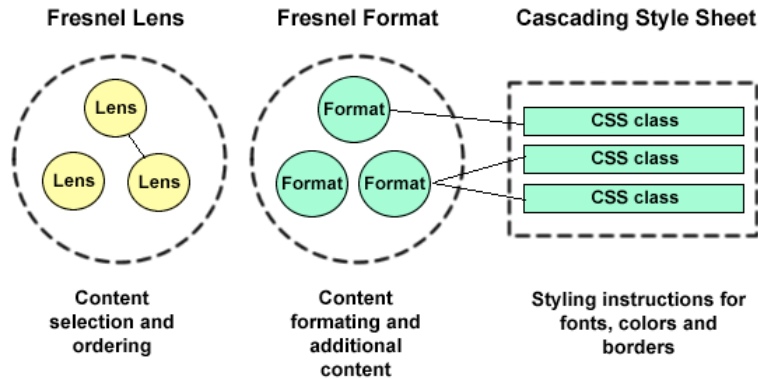 Fresnel Lens
Fresnel Format
Cascading Style Sheet
Lens
Lens
Lens
Format
Format
Format
CSS class
CSS class
CSS class
Content
selection and
ordering
Content
formating and
additional
content
Styling instructions for
fonts, colors and
borders